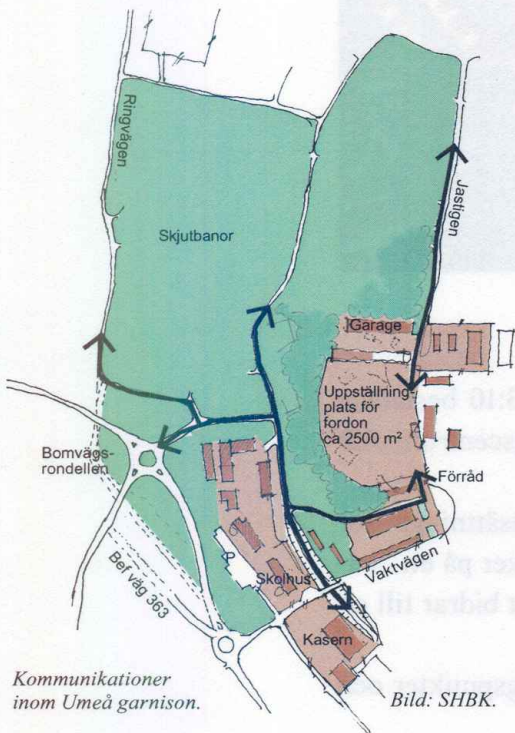 Ringvägen
Skjutbanor
Jastigen
Garage
Uppställning-
plats för
fordon
ca 2500 m²
Bomvägs-
rondellen
Förråd
Vaktvägen
Bef väg 363
P
Skolhus
Kasern
Kommunikationer
inom Umeå garnison.
Bild: SHBK.